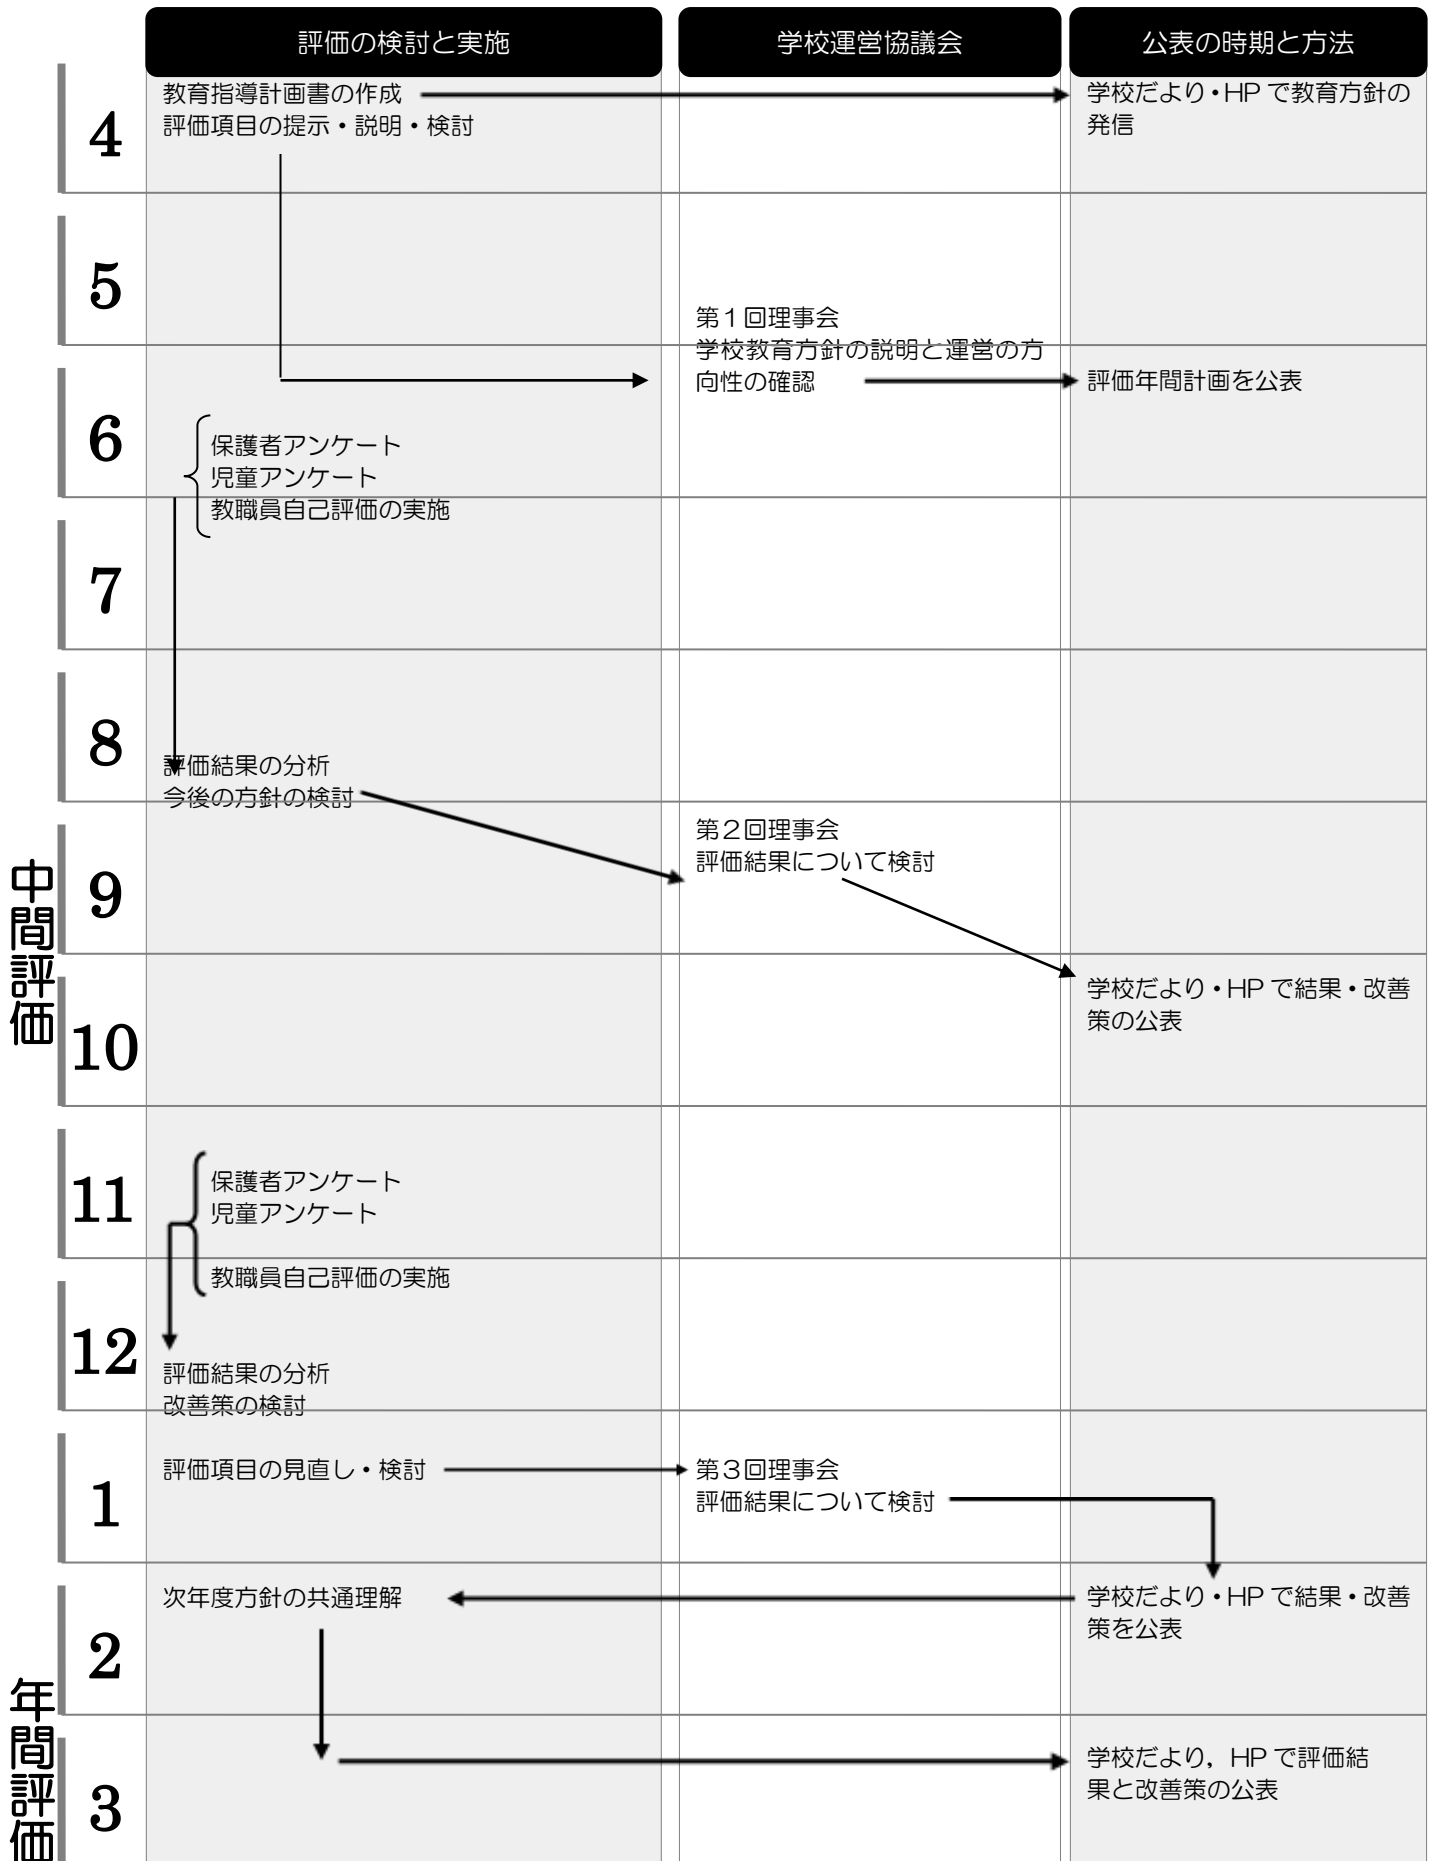 評価の検討と実施
学校運営協議会
公表の時期と方法
4
教育指導計画書の作成
評価項目の提示・説明・検討
学校だより・HPで教育方針の
発信
5
第1回理事会
学校教育方針の説明と運営の方
向性の確認
評価年間計画を公表
6
保護者アンケート
児童アンケート
教職員自己評価の実施
7
8
評価結果の分析
今後の方針の検討
中間評価
9
第2回理事会
評価結果について検討
10
学校だより・HPで結果・改善
策の公表
11
保護者アンケート
児童アンケート
教職員自己評価の実施
12
評価結果の分析
改善策の検討
1
評価項目の見直し・検討
第3回理事会
評価結果について検討
2
次年度方針の共通理解
学校だより・HPで結果・改善
策を公表
年間評価
3
学校だより，HPで評価結
果と改善策の公表